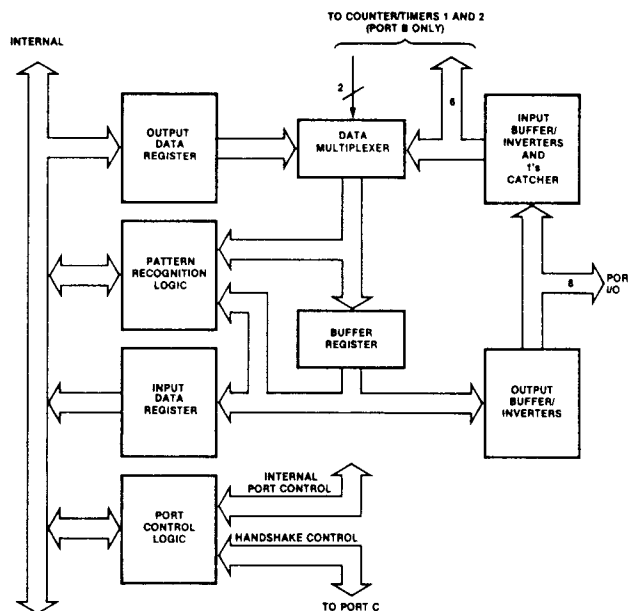 TO COUNTER/TIMERS 1 AND 2
(PORT B ONLY)
INTERNAL
2
6
OUTPUT
DATA
REGISTER
DATA
MULTIPLEXER
INPUT
BUFFER/
INVERTERS
AND
1's
CATCHER
PATTERN
RECOGNITION
LOGIC
8
POR
I/O
BUFFER
REGISTER
INPUT
DATA
REGISTER
OUTPUT
BUFFER/
INVERTERS
PORT
CONTROL
LOGIC
INTERNAL
PORT CONTROL
HANDSHAKE CONTROL
TO PORT C